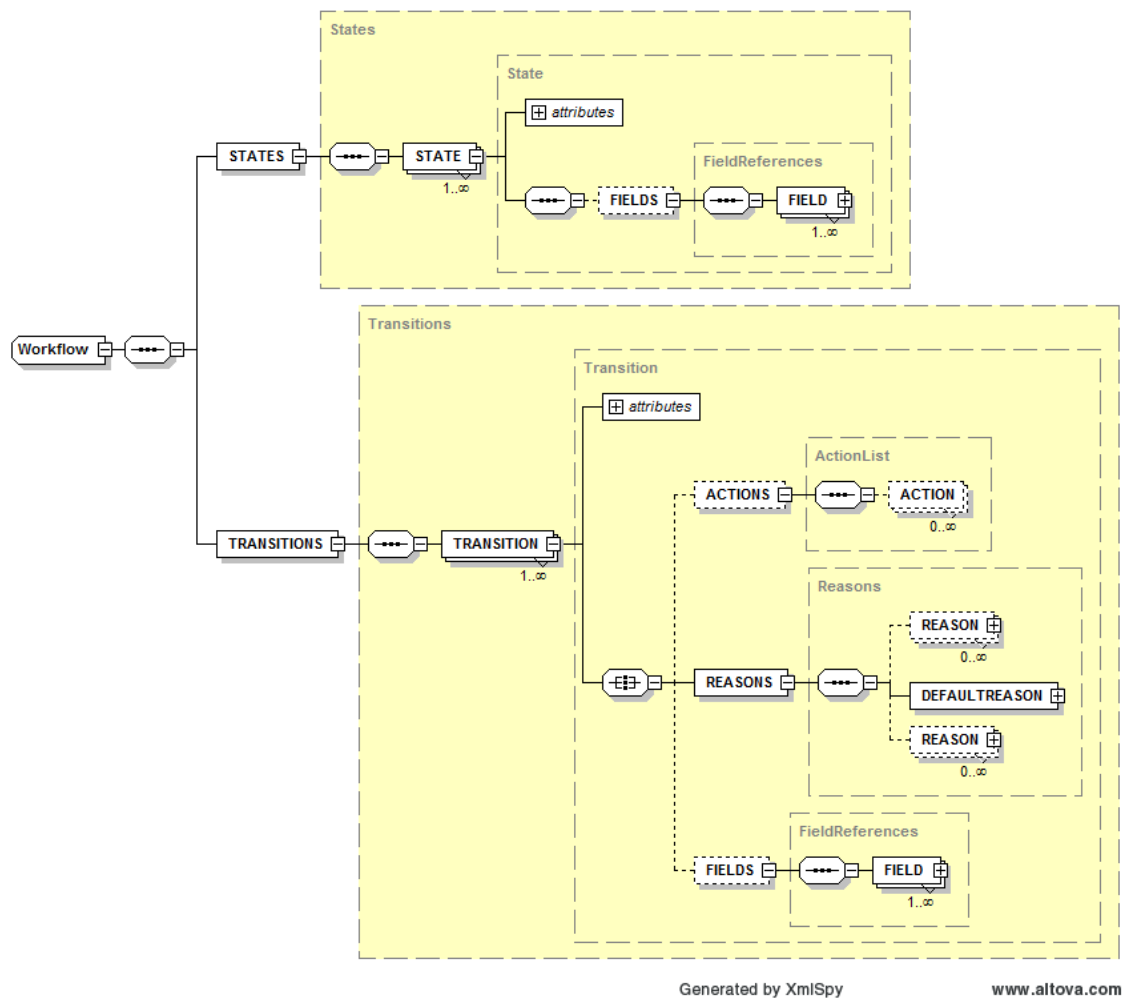 States
State
attributes
FieldReferences
STATES
STATE
1..∞
FIELDS
FIELD
1..∞
Transitions
Workflow
Transition
attributes
ActionList
ACTIONS
ACTION
0..∞
TRANSITIONS
TRANSITION
1..∞
Reasons
REASON
0..∞
REASONS
DEFAULTREASON
REASON
0..∞
FieldReferences
FIELDS
FIELD
1..∞
Generated by XmlSpy
www.altova.com